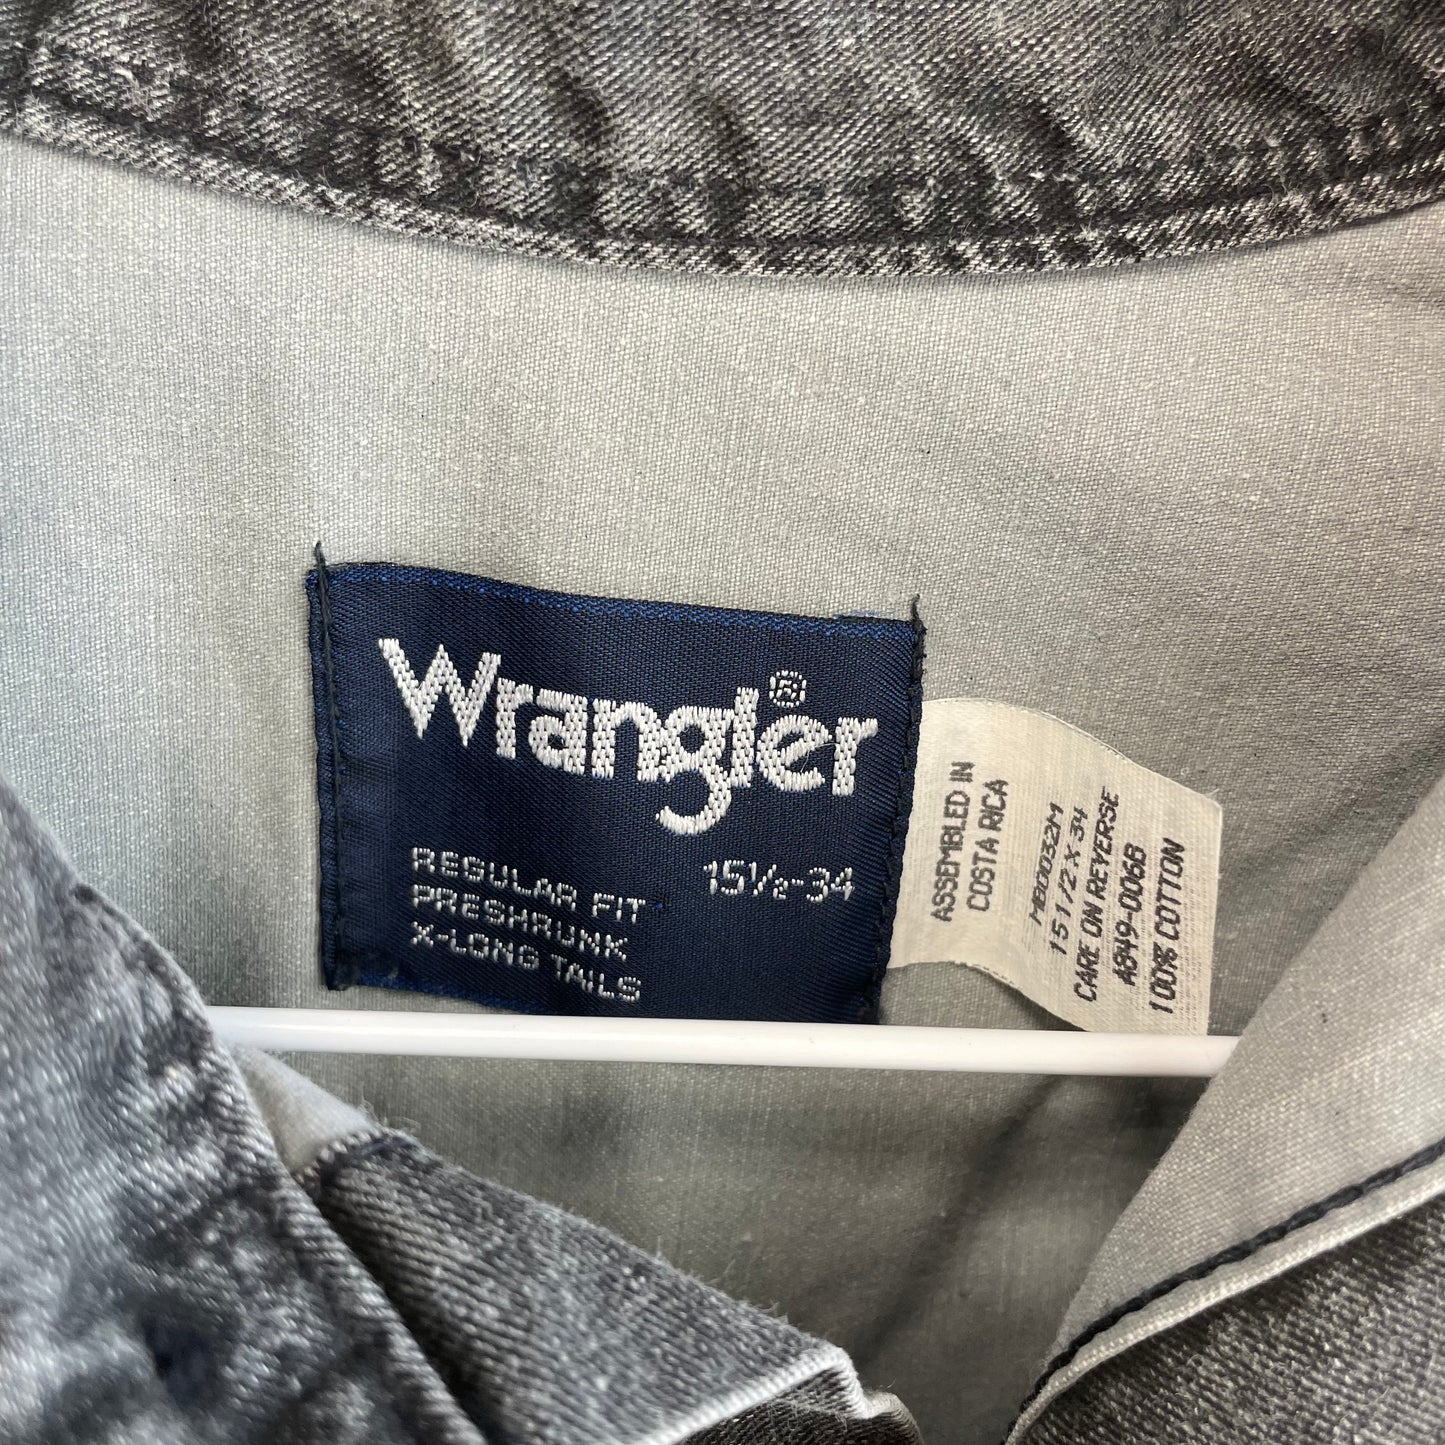 Wrangler®
REGULAR FIT
PRESHRUNK
X-LONG TAILS
15½-34
ASSEMBLED IN
COSTA RICA
MB0032M
15 1/2 X 34
CARE ON REVERSE
A849-006B
100% COTTON